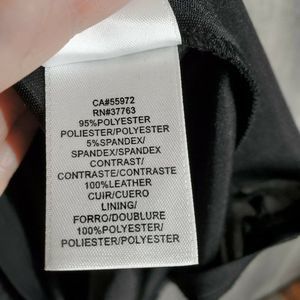 CA#55972
RN#37763
95%POLYESTER
POLIESTER/POLYESTER
5%SPANDEX/
SPANDEX/SPANDEX
CONTRAST/
CONTRASTE/CONTRASTE
100%LEATHER
CUIR/CUERO
LINING/
FORRO/DOUBLURE
100%POLYESTER/
POLIESTER/POLYESTER